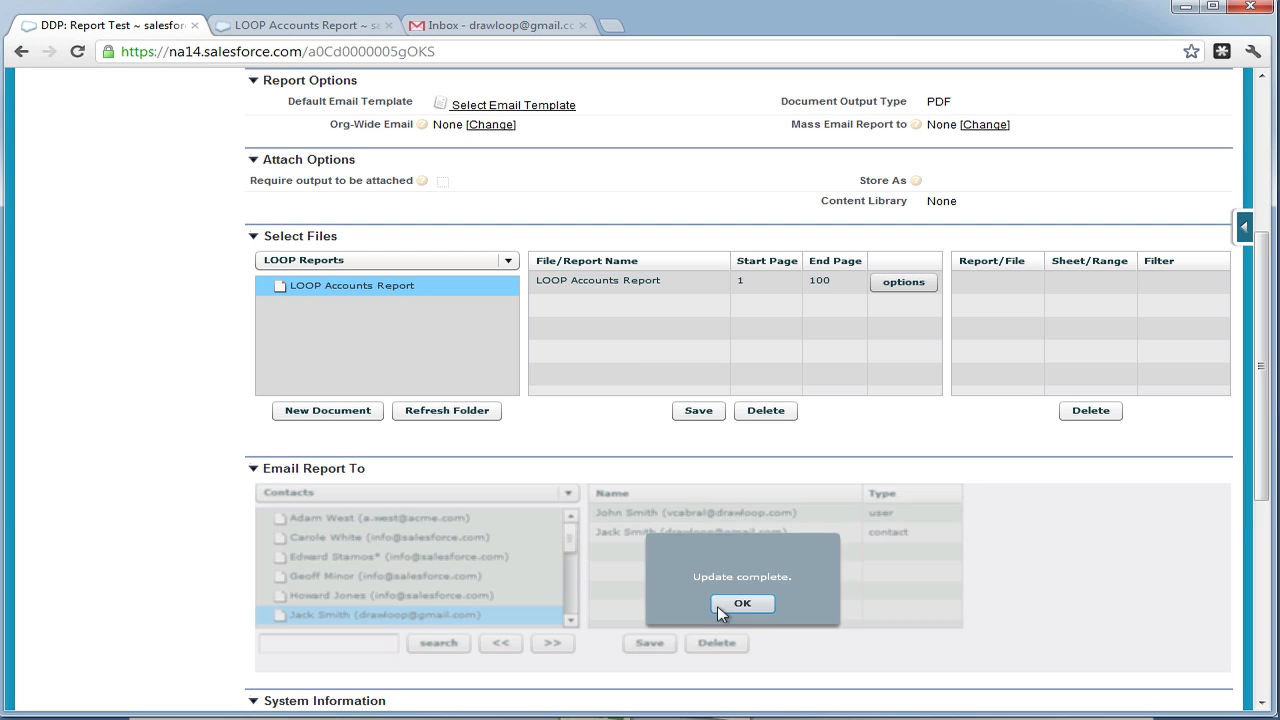 DDP: Report Test ~ salesfor
LOOP Accounts Report ~ sa
Inbox - drawloop@gmail.cc
https://na14.salesforce.com/a0Cd0000005gOKS
Report Options
Default Email Template Select Email Template Document Output Type PDF
Org-Wide Email None [Change] Mass Email Report to None [Change]
Attach Options
Require output to be attached Store As
Content Library None
Select Files
LOOP Reports File/Report Name Start Page End Page Report/File Sheet/Range Filter
LOOP Accounts Report LOOP Accounts Report 1 100 options
New Document Refresh Folder Save Delete Delete
Email Report To
Contacts Name Type
Adam West (a.west@acme.com) John Smith (vcabral@drawloop.com) user
Carole White (info@salesforce.com) Jack Smith (drawloop@gmail.com) contact
Edward Stamos* (info@salesforce.com)
Geoff Minor (info@salesforce.com)
Howard Jones (info@salesforce.com)
Jack Smith (drawloop@gmail.com)
Update complete.
OK
search << >> Save Delete
System Information